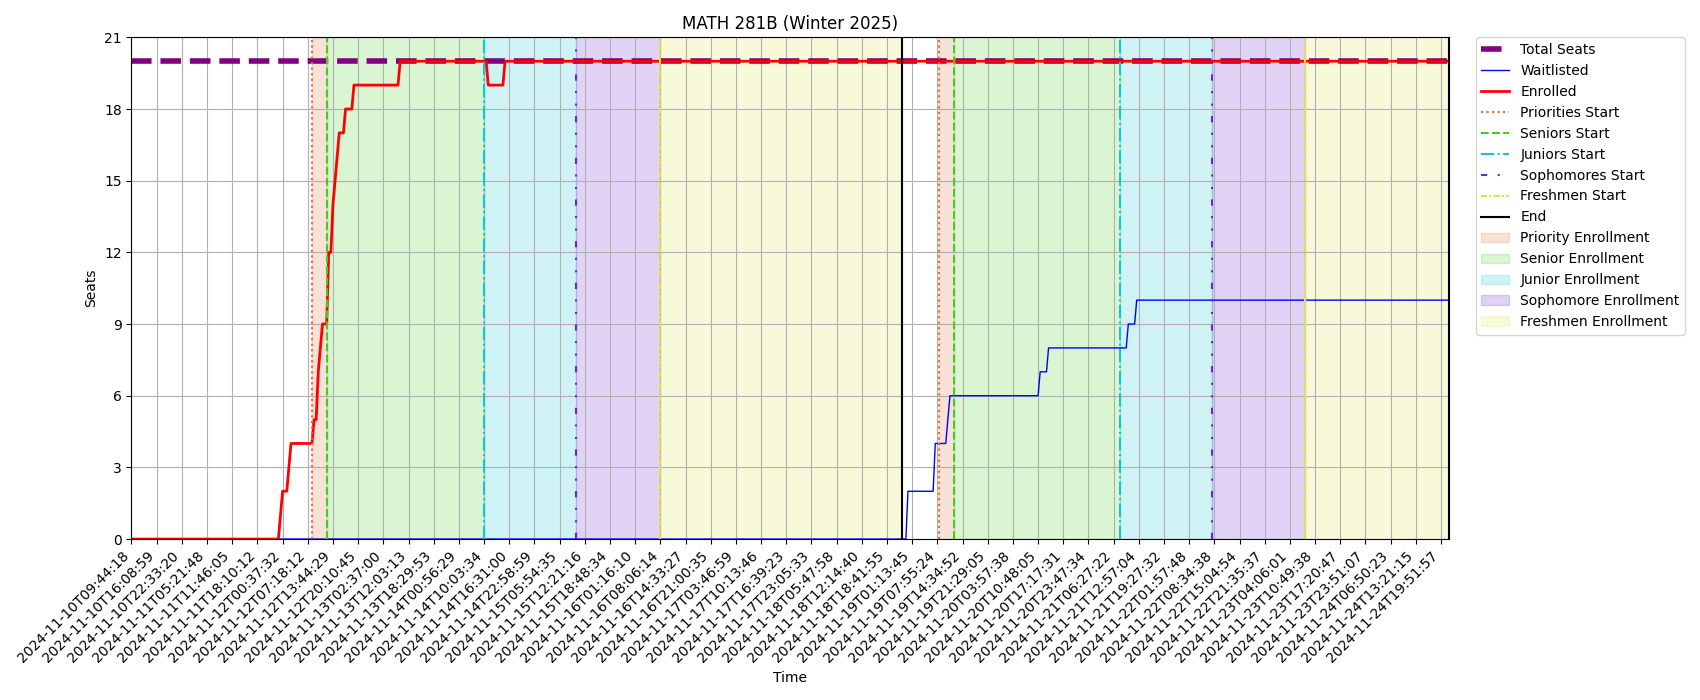 MATH 281B (Winter 2025)
21
18
15
12
9
6
3
0
Seats
Total Seats
Waitlisted
Enrolled
Priorities Start
Seniors Start
Juniors Start
Sophomores Start
Freshmen Start
End
Priority Enrollment
Senior Enrollment
Junior Enrollment
Sophomore Enrollment
Freshmen Enrollment
2024-11-10T09:44:18
2024-11-10T16:08:59
2024-11-10T22:33:20
2024-11-11T05:21:48
2024-11-11T11:46:05
2024-11-11T18:10:12
2024-11-12T00:37:32
2024-11-12T07:18:12
2024-11-12T13:44:29
2024-11-12T20:10:45
2024-11-13T02:37:00
2024-11-13T12:03:13
2024-11-13T18:29:53
2024-11-14T00:56:29
2024-11-14T10:03:34
2024-11-14T16:31:00
2024-11-14T22:58:59
2024-11-15T05:54:35
2024-11-15T12:21:16
2024-11-15T18:48:34
2024-11-16T01:16:10
2024-11-16T08:06:14
2024-11-16T14:33:27
2024-11-16T21:00:35
2024-11-17T03:46:59
2024-11-17T10:13:46
2024-11-17T16:39:23
2024-11-17T23:05:33
2024-11-18T05:47:58
2024-11-18T12:14:40
2024-11-18T18:41:55
2024-11-19T01:13:45
2024-11-19T07:55:24
2024-11-19T14:34:52
2024-11-19T21:29:05
2024-11-20T03:57:38
2024-11-20T10:48:05
2024-11-20T17:17:31
2024-11-20T23:47:34
2024-11-21T06:27:22
2024-11-21T12:57:04
2024-11-21T19:27:32
2024-11-22T01:57:48
2024-11-22T08:34:38
2024-11-22T15:04:54
2024-11-22T21:35:37
2024-11-23T04:06:01
2024-11-23T10:49:38
2024-11-23T17:20:47
2024-11-23T23:51:07
2024-11-24T06:50:23
2024-11-24T13:21:15
2024-11-24T19:51:57
Time